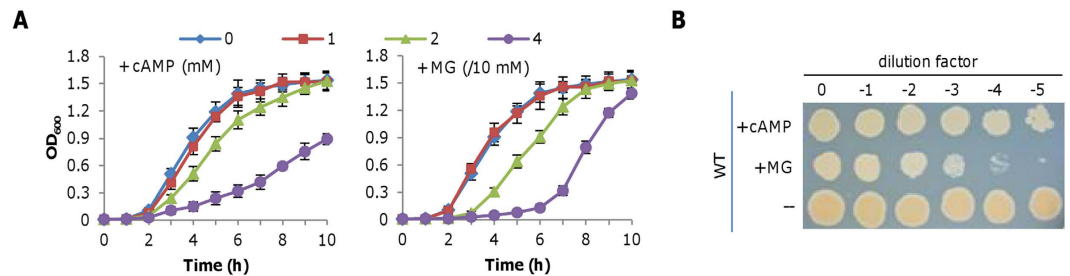 A
0 1 2 4
+cAMP (mM)
1.8
1.5
1.2
0.9
0.6
0.3
0
OD600
0 2 4 6 8 10
Time (h)
+MG (/10 mM)
1.8
1.5
1.2
0.9
0.6
0.3
0
0 2 4 6 8 10
Time (h)
B
dilution factor
0 -1 -2 -3 -4 -5
WT
+cAMP
+MG
--